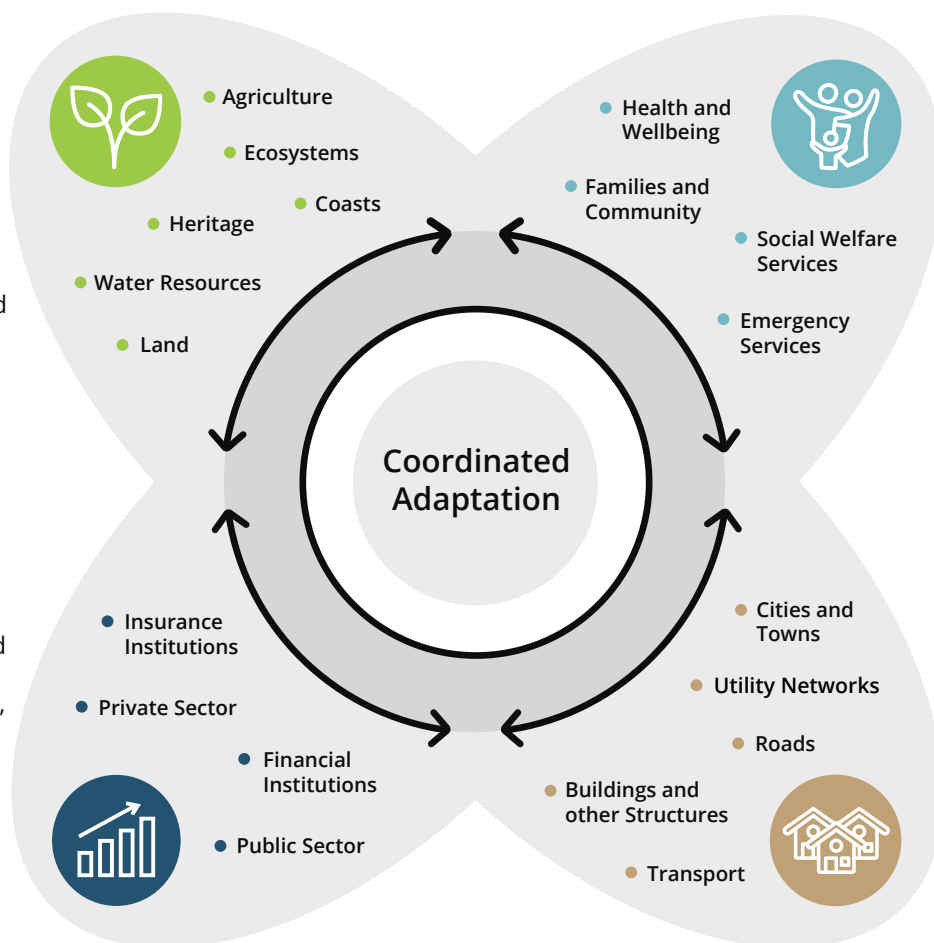 Agriculture
Ecosystems
Coasts
Heritage
Water Resources
Land
Health and
Wellbeing
Families and
Community
Social Welfare
Services
Emergency
Services
Coordinated
Adaptation
Insurance
Institutions
Private Sector
Financial
Institutions
Public Sector
Cities and
Towns
Utility Networks
Roads
Buildings and
other Structures
Transport